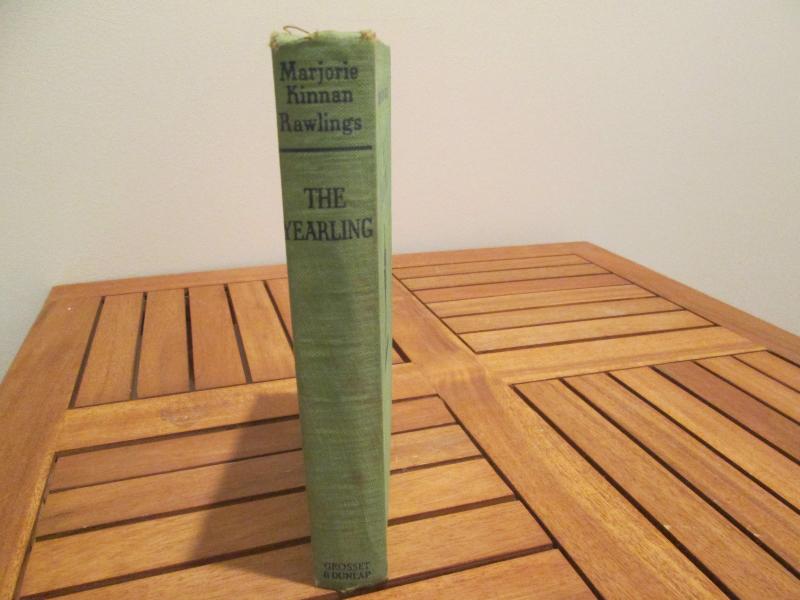 Marjorie
Kinnan
Rawlings
THE
YEARLING
GROSSET
& DUNLAP